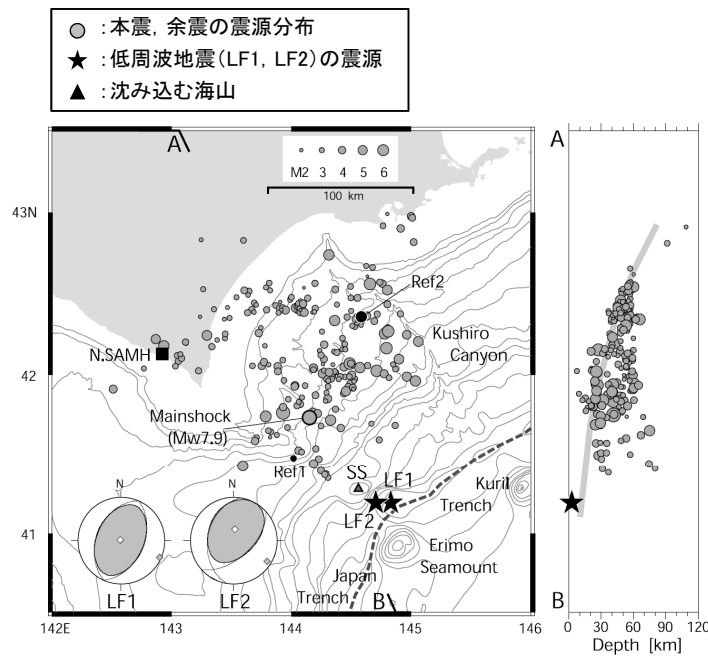 ：本震，余震の震源分布
：低周波地震（LF1，LF2）の震源
：沈み込む海山
A
M2 3 4 5 6
100 km
43N
Ref2
Kushiro
Canyon
N.SAMH
42
Mainshock
(Mw7.9)
Ref1
SS
LF1
LF2
Kuril
Trench
41
Erimo
Seamount
Japan
Trench
N
N
LF1
LF2
B
142E 143 144 145 146
A
B
0 30 60 90 120
Depth [km]